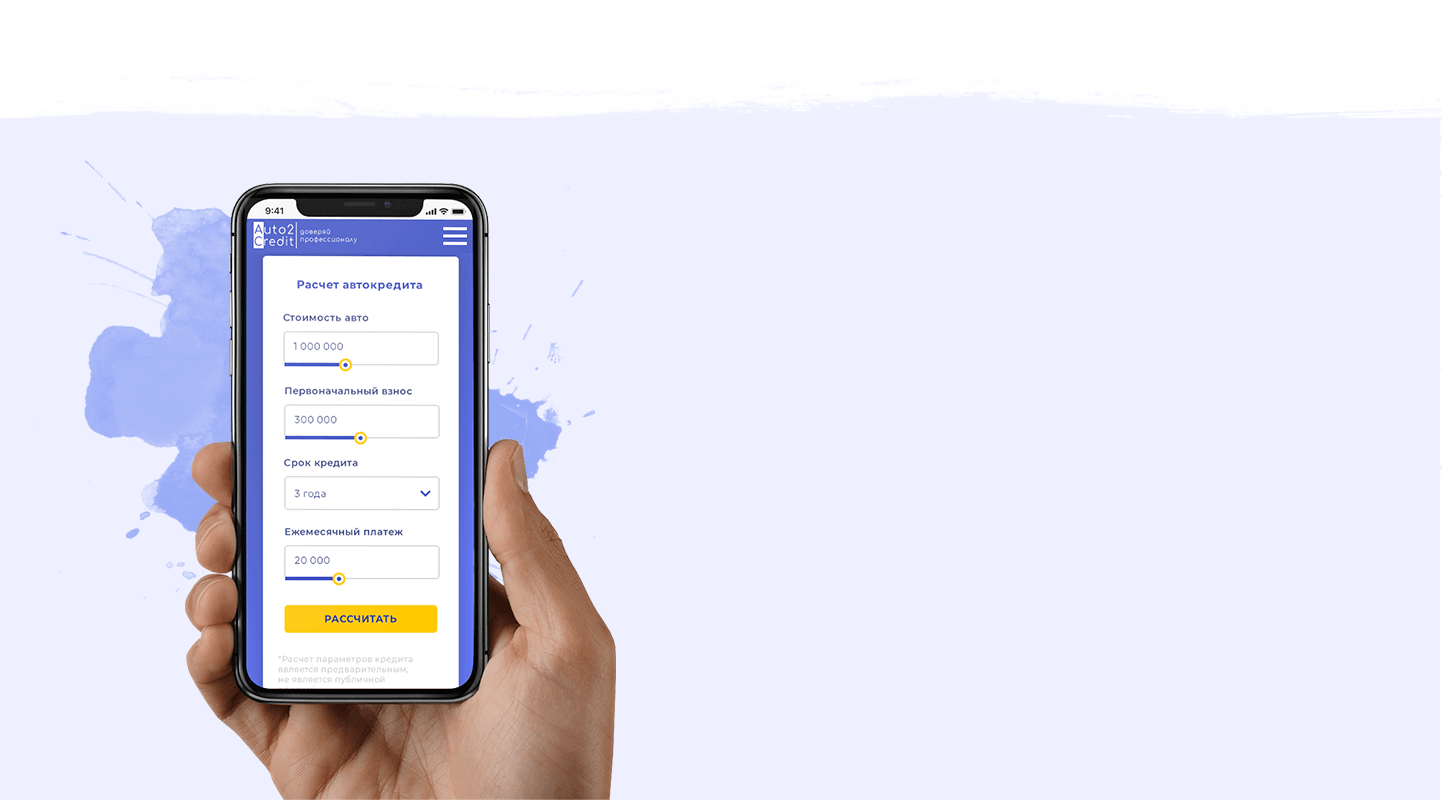 9:41
Auto2
Credit
доверяй
профессионалу
Расчет автокредита
Стоимость авто
1 000 000
Первоначальный взнос
300 000
Срок кредита
3 года
Ежемесячный платеж
20 000
РАССЧИТАТЬ
*Расчет параметров кредита
является предварительным,
не является публичной